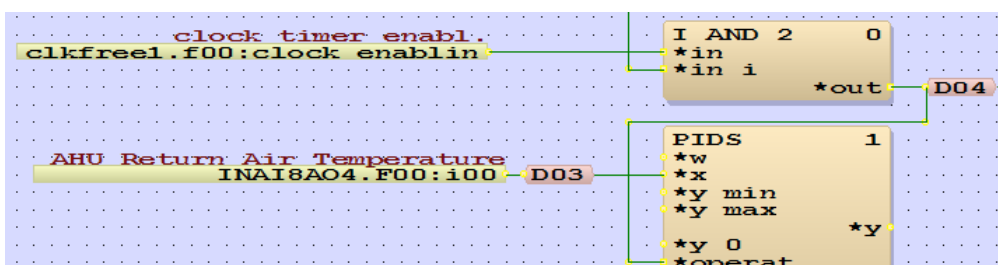 clock timer enabl.
clkfree1.f00:clock enablin
I AND 2 0
*in
*in i
*out
D04
PIDS 1
*w
AHU Return Air Temperature
INAI8AO4.F00:i00
D03
*x
*y min
*y max
*y
*y 0
*operat